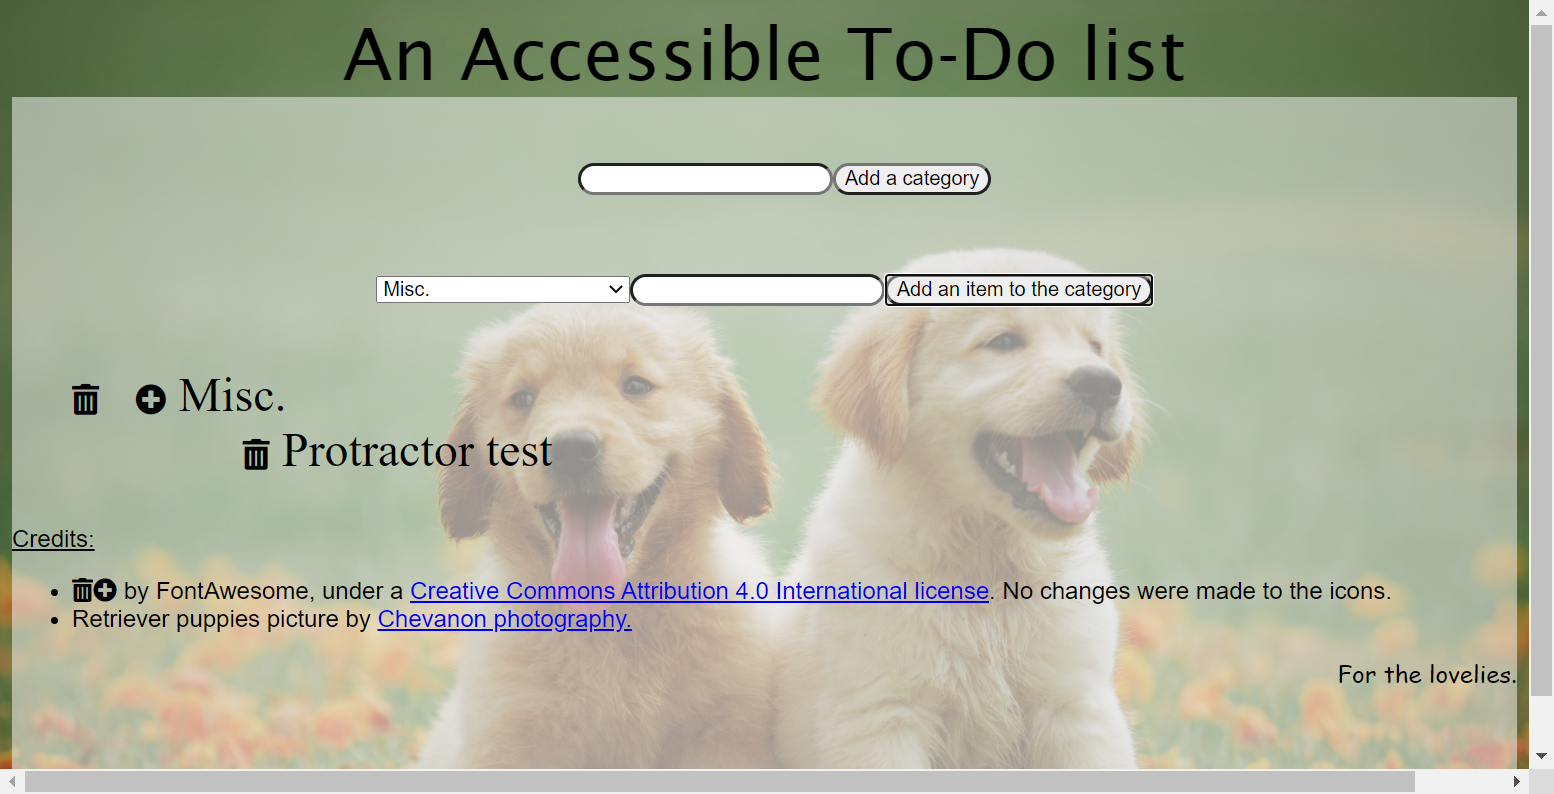 An Accessible To-Do list
Add a category
Misc. Add an item to the category
Misc.
Protractor test
Credits:
by FontAwesome, under a Creative Commons Attribution 4.0 International license. No changes were made to the icons.
Retriever puppies picture by Chevanon photography.
For the lovelies.